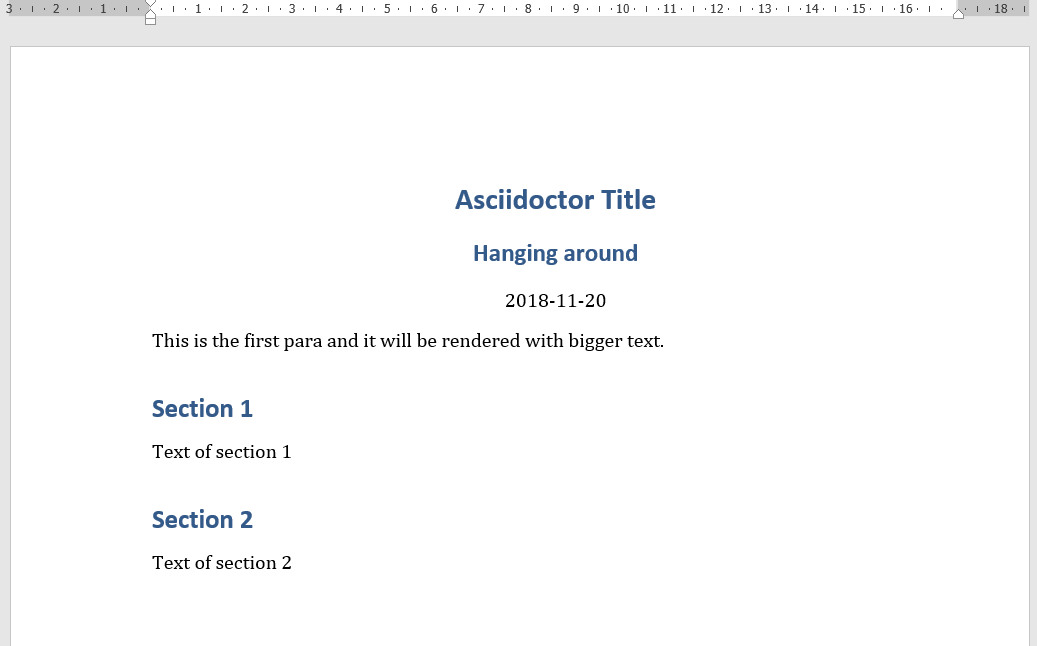 3 2 1 1 2 3 4 5 6 7 8 9 10 11 12 13 14 15 16 18
Asciidoctor Title
Hanging around
2018-11-20
This is the first para and it will be rendered with bigger text.
Section 1
Text of section 1
Section 2
Text of section 2